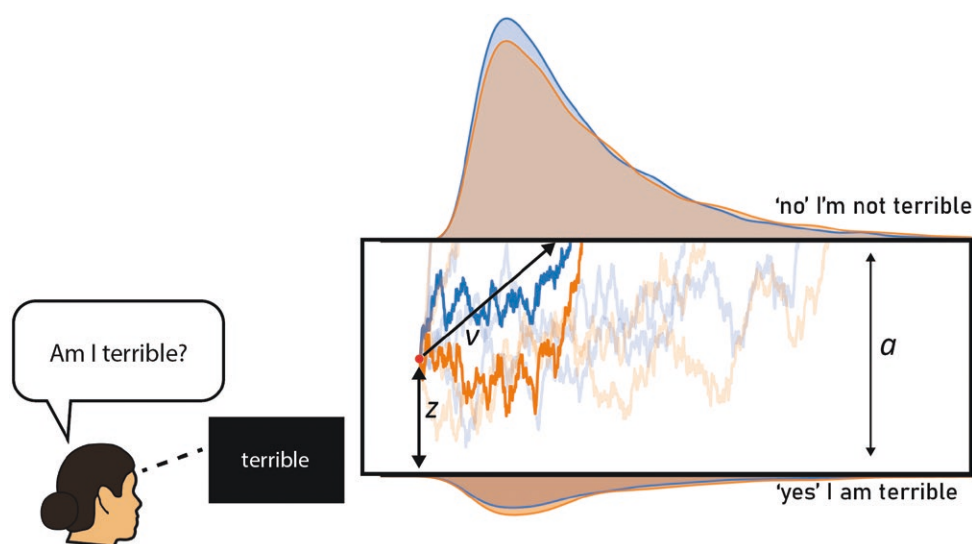 'no' I'm not terrible
v
a
z
Am I terrible?
terrible
'yes' I am terrible